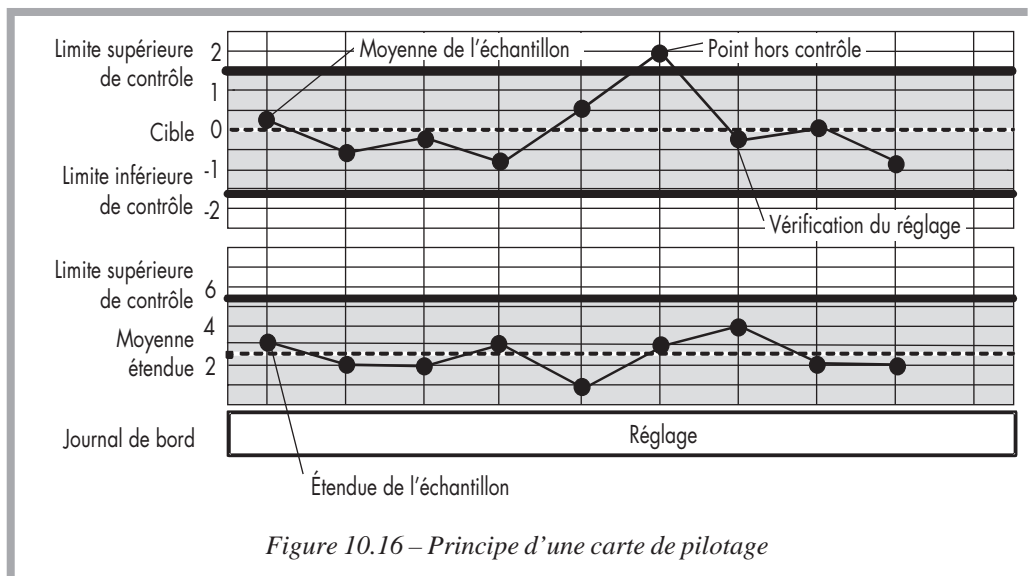 Limite supérieure
de contrôle
2
Moyenne de l'échantillon
Point hors contrôle
1
Cible
0
Limite inférieure
de contrôle
-1
-2
Vérification du réglage
Limite supérieure
de contrôle
6
Moyenne
étendue
4
2
Journal de bord
Réglage
Étendue de l'échantillon
Figure 10.16 – Principe d'une carte de pilotage